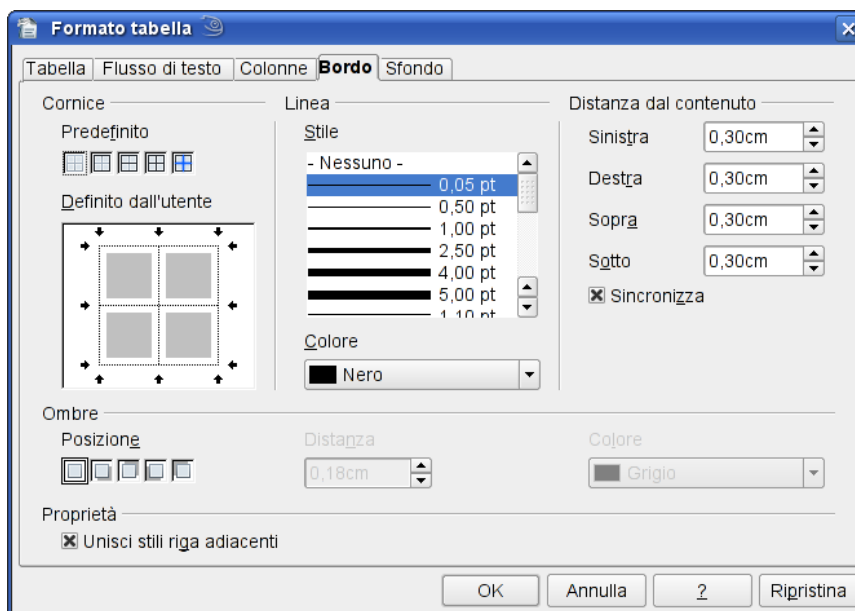 Formato tabella
Tabella Flusso di testo Colonne Bordo Sfondo
Cornice
Predefinito
Definito dall'utente
Linea
Stile
- Nessuno -
0,05 pt
0,50 pt
1,00 pt
2,50 pt
4,00 pt
5,00 pt
1,10 pt
Colore
Nero
Distanza dal contenuto
Sinistra 0,30cm
Destra 0,30cm
Sopra 0,30cm
Sotto 0,30cm
Sincronizza
Ombre
Posizione
Distanza
0,18cm
Colore
Grigio
Proprietà
Unisci stili riga adiacenti
OK Annulla ? Ripristina